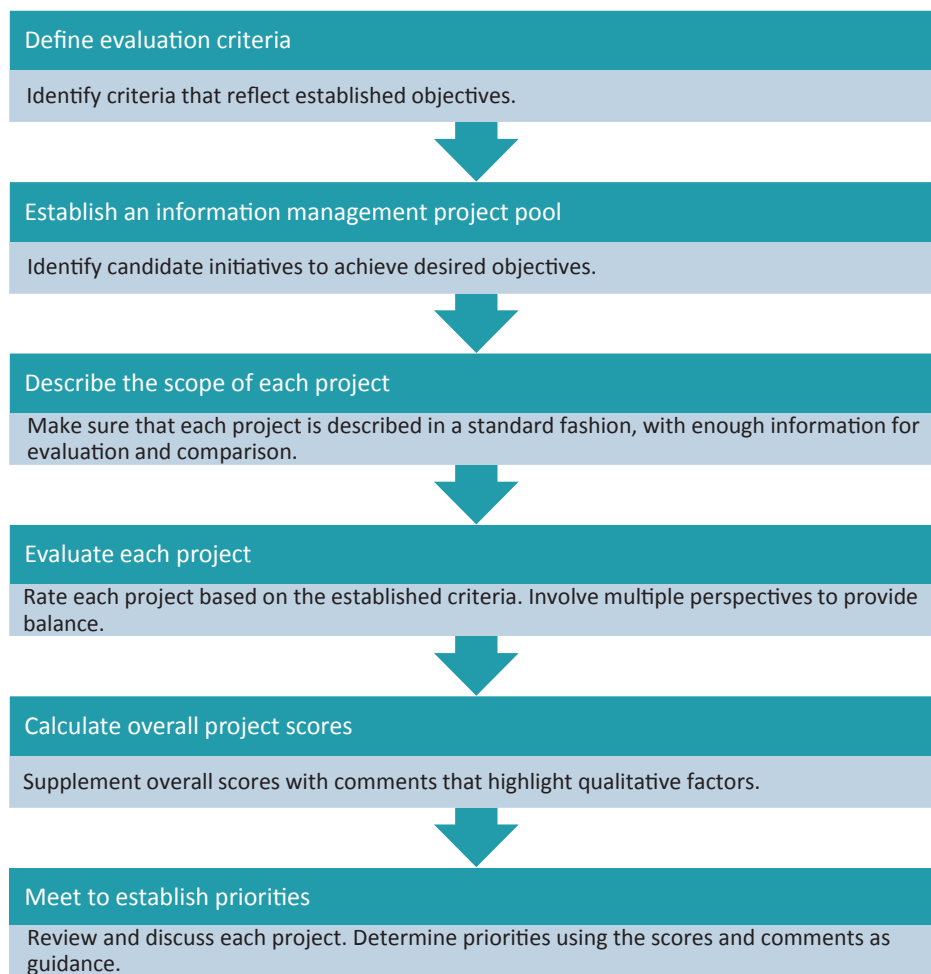 Define evaluation criteria
Identify criteria that reflect established objectives.
Establish an information management project pool
Identify candidate initiatives to achieve desired objectives.
Describe the scope of each project
Make sure that each project is described in a standard fashion, with enough information for
evaluation and comparison.
Evaluate each project
Rate each project based on the established criteria. Involve multiple perspectives to provide
balance.
Calculate overall project scores
Supplement overall scores with comments that highlight qualitative factors.
Meet to establish priorities
Review and discuss each project. Determine priorities using the scores and comments as
guidance.